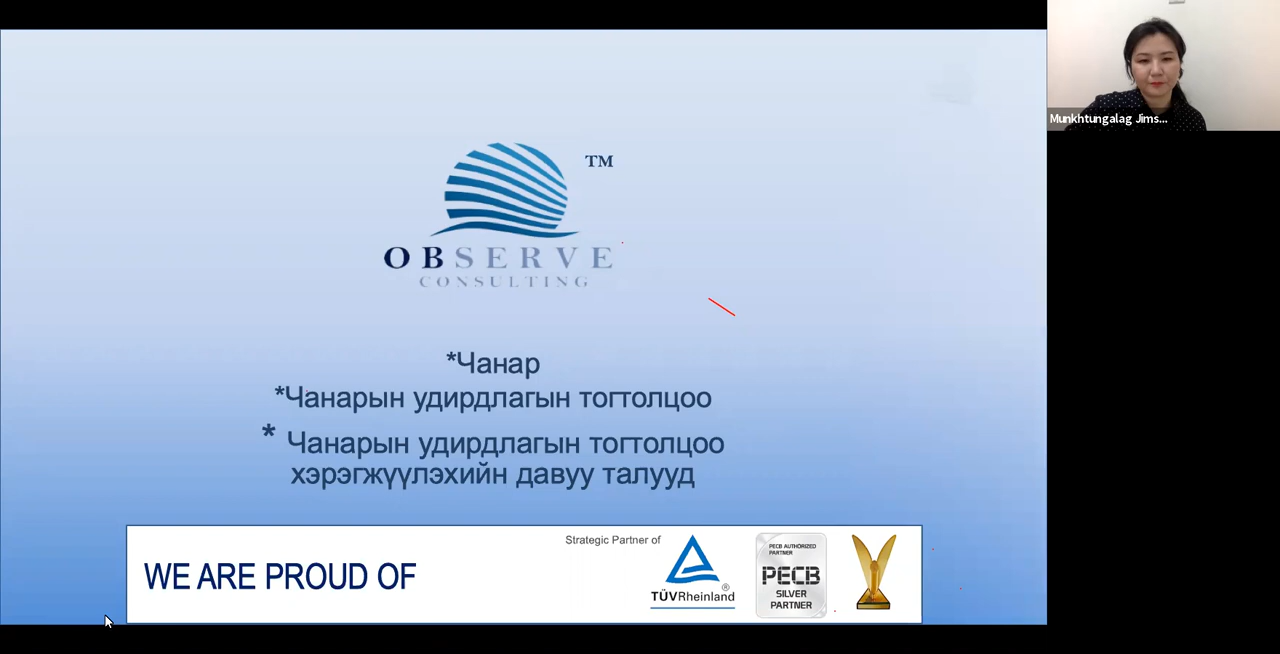 Munkhtungalag Jims...
TM
OBSERVE
CONSULTING
*Чанар
*Чанарын удирдлагын тогтолцоо
* Чанарын удирдлагын тогтолцоо
хэрэгжүүлэхийн давуу талууд
WE ARE PROUD OF
Strategic Partner of
®
TÜVRheinland
PECB AUTHORIZED
PARTNER
PECB
SILVER
PARTNER